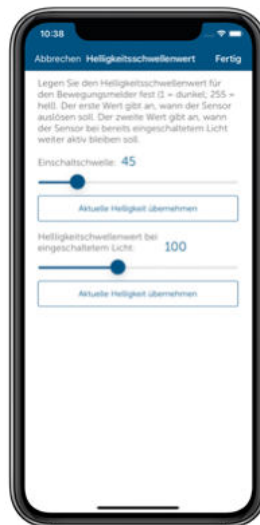 10:38
Abbrechen Helligkeitsschwellenwert Fertig
Legen Sie den Helligkeitsschwellenwert für
den Bewegungsmelder fest (1 = dunkel; 255 =
hell). Der erste Wert gibt an, wann der Sensor
auslösen soll. Der zweite Wert gibt an, wann
der Sensor bei bereits eingeschaltetem Licht
weiter aktiv bleiben soll.
Einschaltschwelle: 45
Aktuelle Helligkeit übernehmen
Helligkeitschwellenwert bei
eingeschaltetem Licht: 100
Aktuelle Helligkeit übernehmen